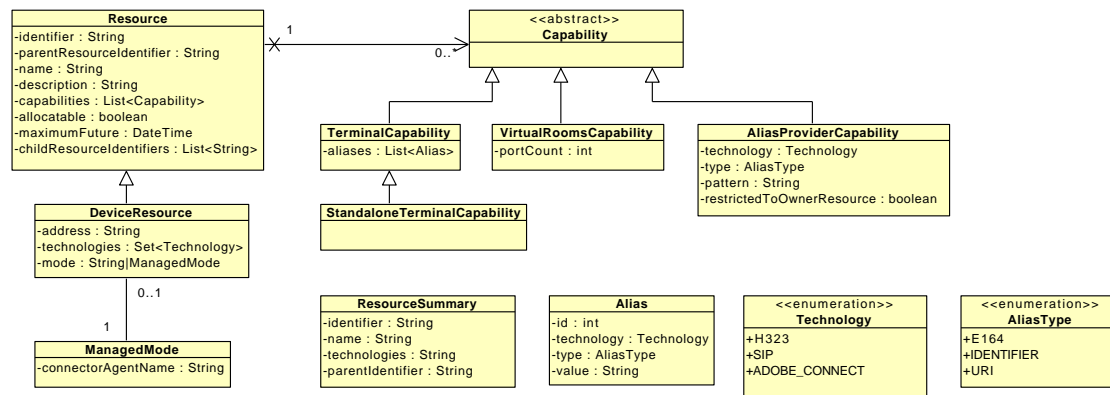 Resource
-identifier : String
-parentResourceIdentifier : String
-name : String
-description : String
-capabilities : List<Capability>
-allocatable : boolean
-maximumFuture : DateTime
-childResourceIdentifiers : List<String>
1
0..*
<<abstract>>
Capability
TerminalCapability
-aliases : List<Alias>
VirtualRoomsCapability
-portCount : int
AliasProviderCapability
-technology : Technology
-type : AliasType
-pattern : String
-restrictedToOwnerResource : boolean
StandaloneTerminalCapability
DeviceResource
-address : String
-technologies : Set<Technology>
-mode : String|ManagedMode
0..1
1
ManagedMode
-connectorAgentName : String
ResourceSummary
-identifier : String
-name : String
-technologies : String
-parentIdentifier : String
Alias
-id : int
-technology : Technology
-type : AliasType
-value : String
<<enumeration>>
Technology
+H323
+SIP
+ADOBE_CONNECT
<<enumeration>>
AliasType
+E164
+IDENTIFIER
+URI